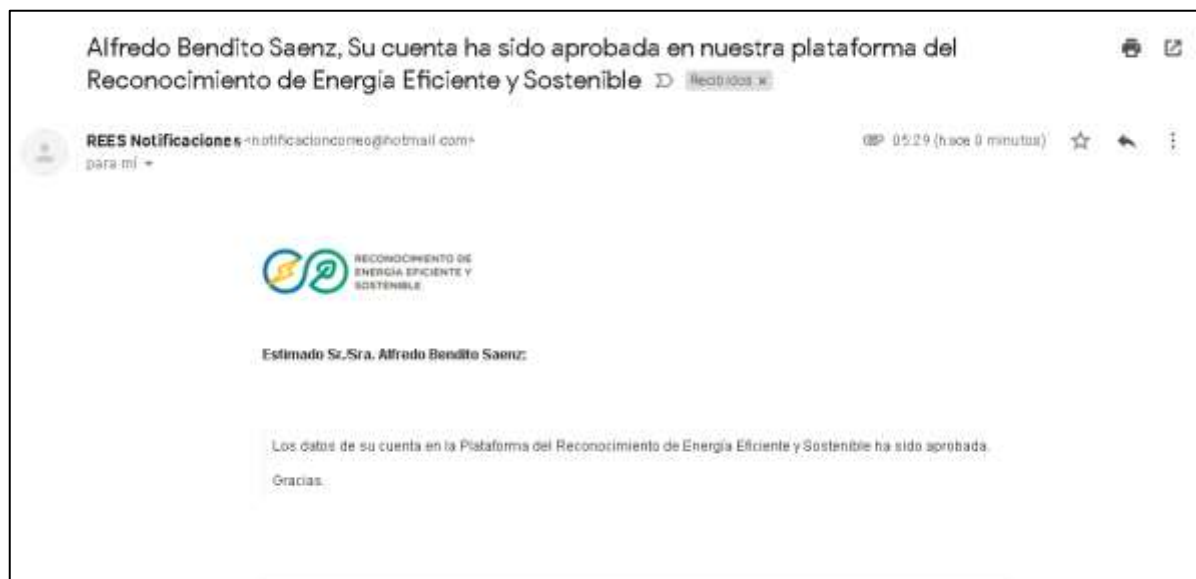 Alfredo Bendito Saenz, Su cuenta ha sido aprobada en nuestra plataforma del
Reconocimiento de Energía Eficiente y Sostenible Recibidos x
REES Notificaciones <notificacioncorreo@hotmail.com>
05:29 (hace 0 minutos)
para mí
RECONOCIMIENTO DE
ENERGÍA EFICIENTE Y
SOSTENIBLE
Estimado Sr./Sra. Alfredo Bendito Saenz:
Los datos de su cuenta en la Plataforma del Reconocimiento de Energía Eficiente y Sostenible ha sido aprobada.
Gracias.